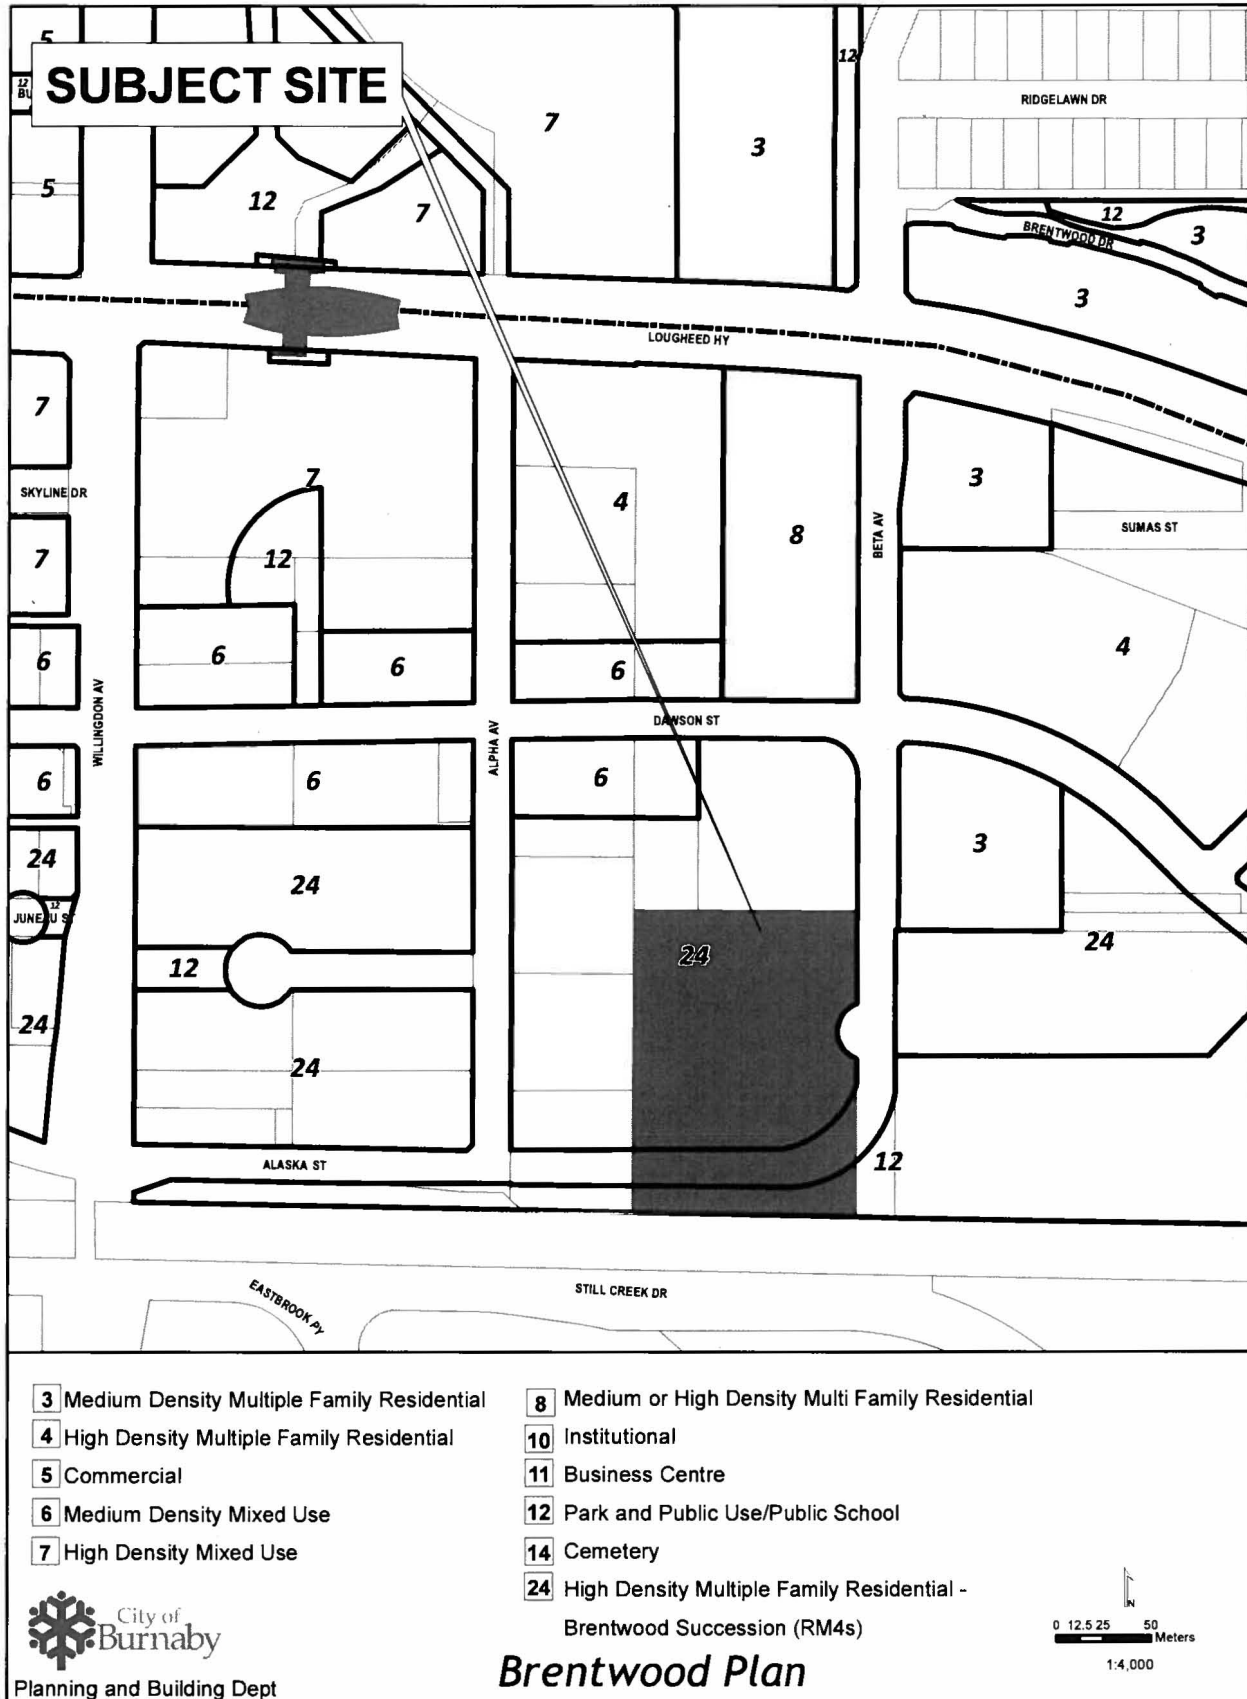 5
SUBJECT SITE
12
12
BU
RIDGELAWN DR
7
3
5
12
7
12
BRENTWOOD DR
3
3
LOUGHEED HY
7
3
SKYLINE DR
7
4
SUMAS ST
BETA AV
8
7
12
4
6
6
6
6
WILLINGDON AV
DAWSON ST
ALPHA AV
6
6
6
3
24
24
12
JUNEAU ST
24
24
12
24
24
12
ALASKA ST
STILL CREEK DR
EASTBROOK PY
3 Medium Density Multiple Family Residential
4 High Density Multiple Family Residential
5 Commercial
6 Medium Density Mixed Use
7 High Density Mixed Use
8 Medium or High Density Multi Family Residential
10 Institutional
11 Business Centre
12 Park and Public Use/Public School
14 Cemetery
24 High Density Multiple Family Residential -
Brentwood Succession (RM4s)
City of
Burnaby
Planning and Building Dept
Brentwood Plan
N
0 12.5 25 50
Meters
1:4,000